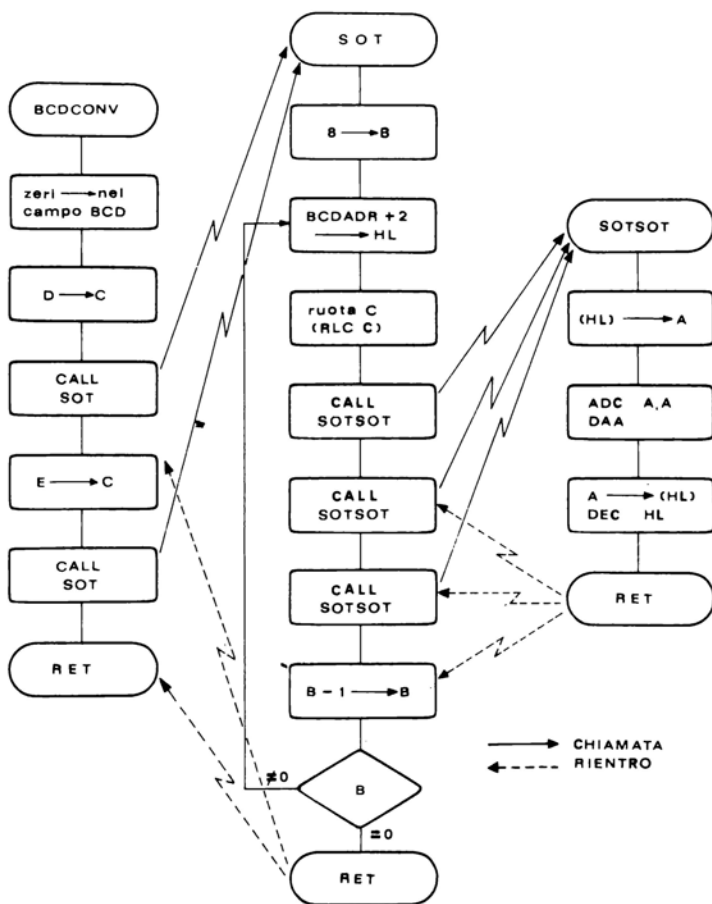 BCDCONV
zeri → nel
campo BCD
D → C
CALL
SOT
E → C
CALL
SOT
RET
SOT
8 → B
BCDADR + 2
→ HL
ruota C
(RLC C)
CALL
SOTSOT
CALL
SOTSOT
CALL
SOTSOT
B - 1 → B
B
≠0
=0
RET
SOTSOT
(HL) → A
ADC A,A
DAA
A → (HL)
DEC HL
RET
CHIAMATA
RIENTRO